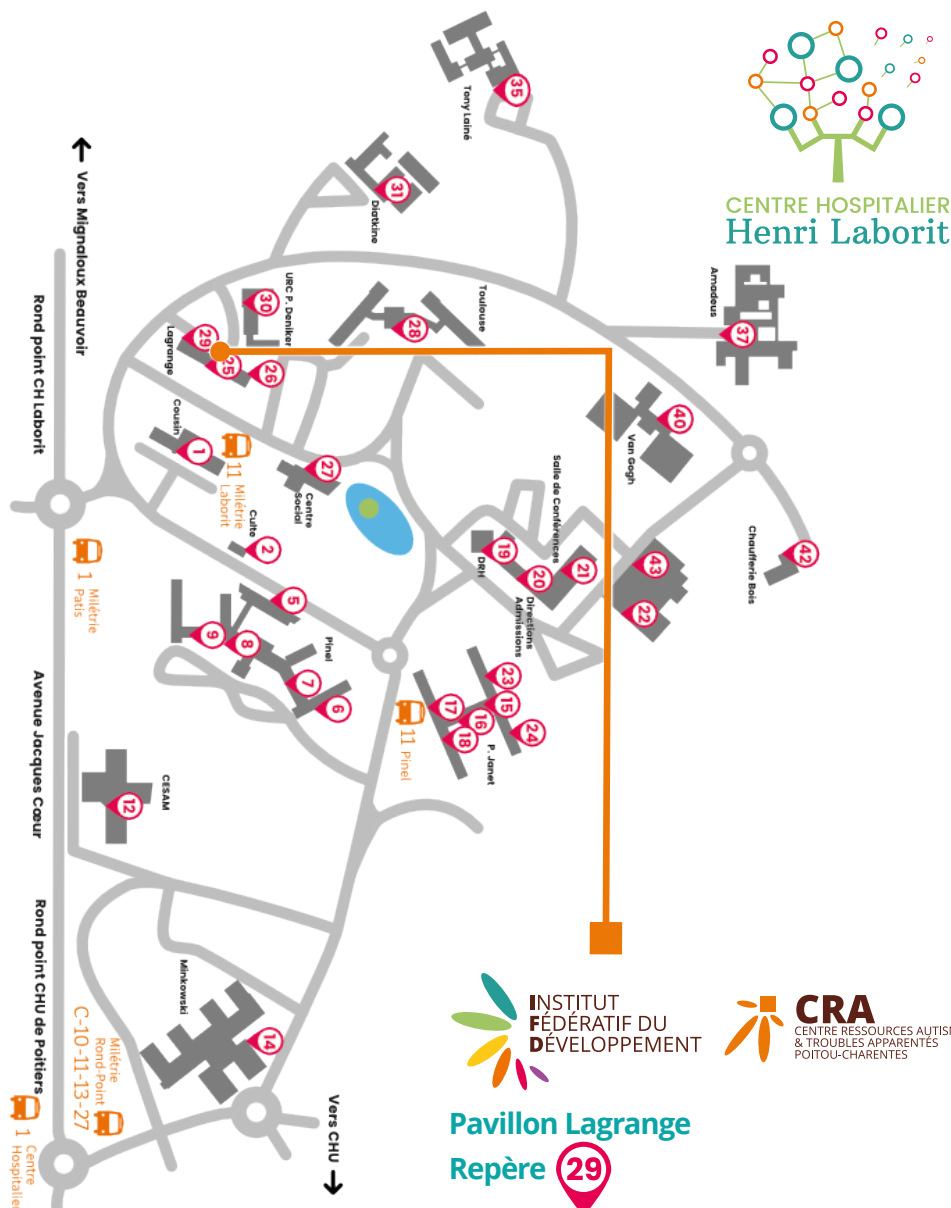 CENTRE HOSPITALIER
Henri Laborit
35
Tony Lainé
31
Diatkine
Vers Mignaloux Beauvoir
Rond point CH Laborit
30
URC P. Deniker
28
Toulouse
Amadeus
37
29
25
26
Lagrange
40
Van Gogh
Cousin
1
11 Milétrie
Laborit
27
Centre
Social
Salle de Conférences
Culte
2
19
DRH
20
21
43
22
Chaufferie Bois
42
1 Milétrie
Patis
5
9
8
Pinel
7
6
Directions
Admissions
23
15
17
16
24
18
P. Janet
11 Pinel
Avenue Jacques Cœur
CESAM
12
Rond point CHU de Poitiers
Minkowski
14
Milétrie
Rond-Point
C-10-11-13-27
1 Centre
Hospitalier
Vers CHU
INSTITUT
FÉDÉRATIF DU
DÉVELOPPEMENT
CRA
CENTRE RESSOURCES AUTIS
& TROUBLES APPARENTÉS
POITOU-CHARENTES
Pavillon Lagrange
Repère 29